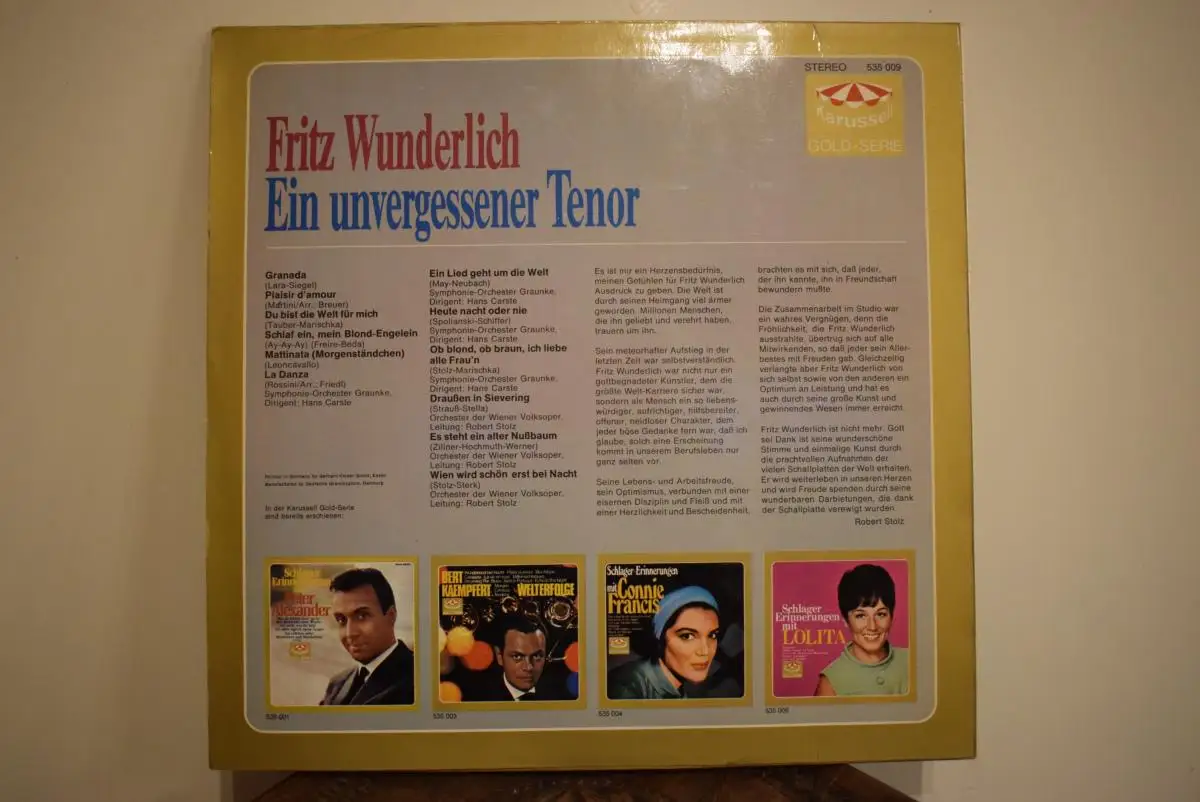 STEREO 535 009
Karussell
GOLD-SERIE
Fritz Wunderlich
Ein unvergessener Tenor
Granada
(Lara-Siegel)
Plaisir d'amour
(Martini/Arr.: Breuer)
Du bist die Welt für mich
(Tauber-Marischka)
Schlaf ein, mein Blond-Engelein
(Ay-Ay-Ay) (Freire-Beda)
Mattinata (Morgenständchen)
(Leoncavallo)
La Danza
(Rossini/Arr.: Friedl)
Symphonie-Orchester Graunke,
Dirigent: Hans Carste
Printed in Germany by
Manufactured by Deutsche Grammophon, Hamburg
In der Karussell Gold-Serie
sind bereits erschienen:
Ein Lied geht um die Welt
(May-Neubach)
Symphonie-Orchester Graunke,
Dirigent: Hans Carste
Heute nacht oder nie
(Spolianski-Schiffer)
Symphonie-Orchester Graunke,
Dirigent: Hans Carste
Ob blond, ob braun, ich liebe
alle Frau'n
(Stolz-Marischka)
Symphonie-Orchester Graunke,
Dirigent: Hans Carste
Draußen in Sievering
(Strauß-Stella)
Orchester der Wiener Volksoper,
Leitung: Robert Stolz
Es steht ein alter Nußbaum
(Zillner-Hochmuth-Werner)
Orchester der Wiener Volksoper,
Leitung: Robert Stolz
Wien wird schön erst bei Nacht
(Stolz-Sterk)
Orchester der Wiener Volksoper,
Leitung: Robert Stolz
Es ist mir ein Herzensbedürfnis,
meinen Gefühlen für Fritz Wunderlich
Ausdruck zu geben. Die Welt ist
durch seinen Heimgang viel ärmer
geworden. Millionen Menschen,
die ihn geliebt und verehrt haben,
trauern um ihn.
Sein meteorhafter Aufstieg in der
letzten Zeit war selbstverständlich.
Fritz Wunderlich war nicht nur ein
gottbegnadeter Künstler, dem die
größte Welt-Karriere sicher war,
sondern als Mensch ein so liebens-
würdiger, aufrichtiger, hilfsbereiter,
offener, neidloser Charakter, dem
jeder böse Gedanke fern war, daß ich
glaube, solch eine Erscheinung
kommt in unserem Berufsleben nur
ganz selten vor.
Seine Lebens- und Arbeitsfreude,
sein Optimismus, verbunden mit einer
eisernen Disziplin und Fleiß und mit
einer Herzlichkeit und Bescheidenheit,
brachten es mit sich, daß jeder,
der ihn kannte, ihn in Freundschaft
bewundern mußte.
Die Zusammenarbeit im Studio war
ein wahres Vergnügen, denn die
Fröhlichkeit, die Fritz Wunderlich
ausstrahlte, übertrug sich auf alle
Mitwirkenden, so daß jeder sein Aller-
bestes mit Freuden gab. Gleichzeitig
verlangte aber Fritz Wunderlich von
sich selbst sowie von den anderen ein
Optimum an Leistung und hat es
auch durch seine große Kunst und
gewinnendes Wesen immer erreicht.
Fritz Wunderlich ist nicht mehr. Gott
sei Dank ist seine wunderschöne
Stimme und einmalige Kunst durch
die prachtvollen Aufnahmen der
vielen Schallplatten der Welt erhalten.
Er wird weiterleben in unseren Herzen
und wird Freude spenden durch seine
wunderbaren Darbietungen, die dank
der Schallplatte verewigt wurden.
Robert Stolz
Schlager
Erinnerungen
Peter
Alexander
535 001
BERT
KAEMPFERT
WELTERFOLGE
535 003
Schlager-Erinnerungen
mit
Connie
Francis
535 004
Schlager
Erinnerungen
mit
LOLITA